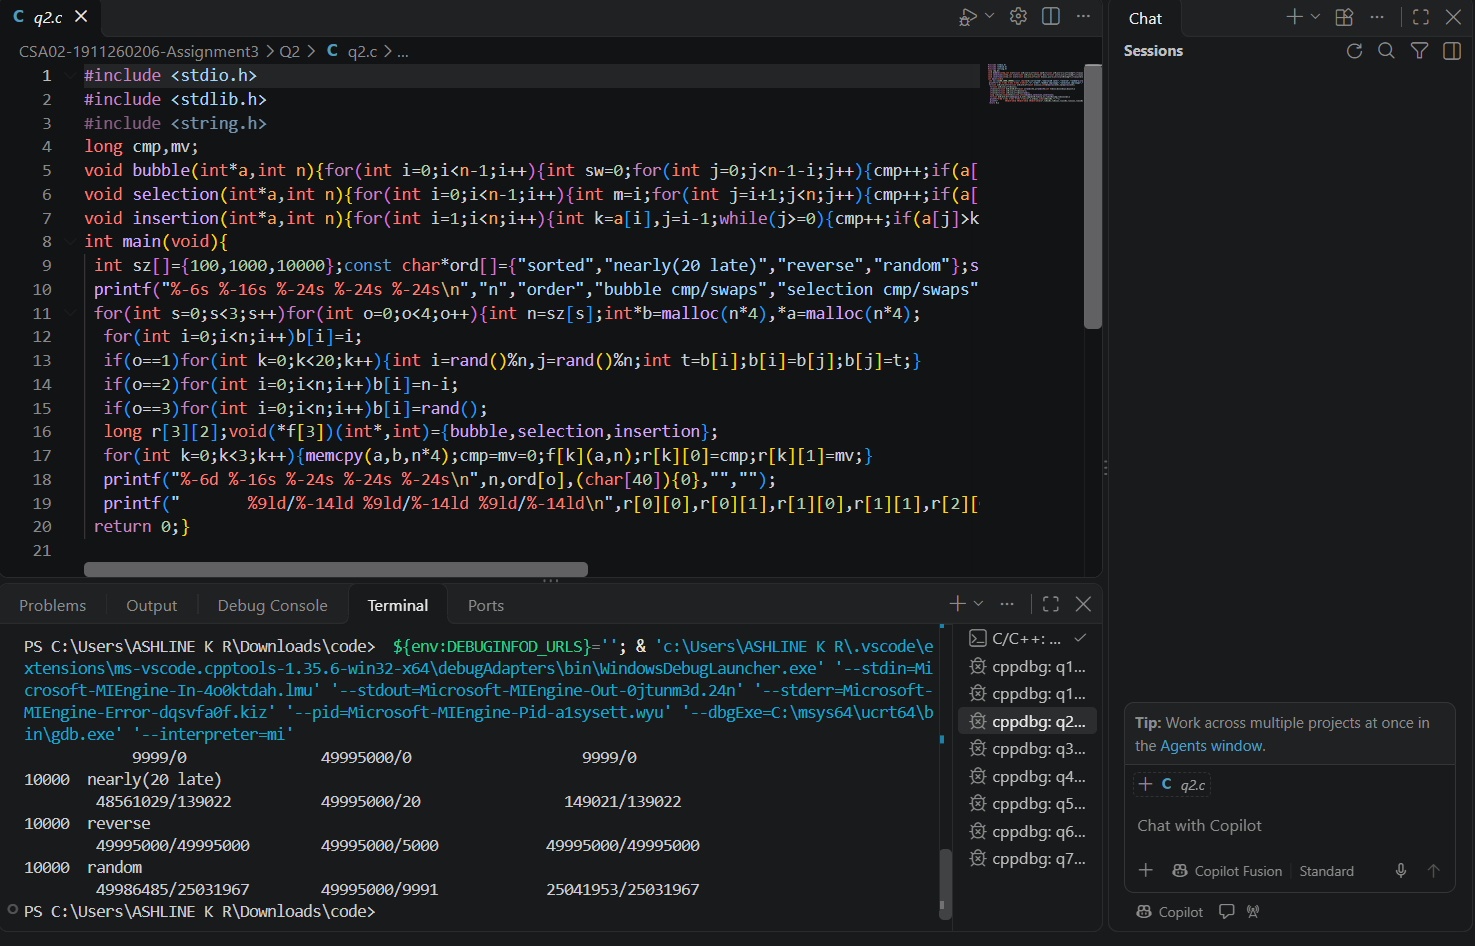 C q2.c
CSA02-1911260206-Assignment3 > Q2 > C q2.c > ...
1 #include <stdio.h>
2 #include <stdlib.h>
3 #include <string.h>
4 long cmp,mv;
5 void bubble(int*a,int n){for(int i=0;i<n-1;i++){int sw=0;for(int j=0;j<n-1-i;j++){cmp++;if(a[
6 void selection(int*a,int n){for(int i=0;i<n-1;i++){int m=i;for(int j=i+1;j<n;j++){cmp++;if(a[
7 void insertion(int*a,int n){for(int i=1;i<n;i++){int k=a[i],j=i-1;while(j>=0){cmp++;if(a[j]>k
8 int main(void){
9 int sz[]={100,1000,10000};const char*ord[]={"sorted","nearly(20 late)","reverse","random"};s
10 printf("%-6s %-16s %-24s %-24s %-24s\n","n","order","bubble cmp/swaps","selection cmp/swaps"
11 for(int s=0;s<3;s++)for(int o=0;o<4;o++){int n=sz[s];int*b=malloc(n*4),*a=malloc(n*4);
12 for(int i=0;i<n;i++)b[i]=i;
13 if(o==1)for(int k=0;k<20;k++){int i=rand()%n,j=rand()%n;int t=b[i];b[i]=b[j];b[j]=t;}
14 if(o==2)for(int i=0;i<n;i++)b[i]=n-i;
15 if(o==3)for(int i=0;i<n;i++)b[i]=rand();
16 long r[3][2];void(*f[3])(int*,int)={bubble,selection,insertion};
17 for(int k=0;k<3;k++){memcpy(a,b,n*4);cmp=mv=0;f[k](a,n);r[k][0]=cmp;r[k][1]=mv;}
18 printf("%-6d %-16s %-24s %-24s %-24s\n",n,ord[o],(char[40]){0},"","");
19 printf("       %9ld/%-14ld %9ld/%-14ld %9ld/%-14ld\n",r[0][0],r[0][1],r[1][0],r[1][1],r[2][
20 return 0;}
21
Problems Output Debug Console Terminal Ports
PS C:\Users\ASHLINE K R\Downloads\code>  ${env:DEBUGINFOD_URLS}=''; & 'c:\Users\ASHLINE K R\.vscode\e
xtensions\ms-vscode.cpptools-1.35.6-win32-x64\debugAdapters\bin\WindowsDebugLauncher.exe' '--stdin=Mi
crosoft-MIEngine-In-4o0ktdah.lmu' '--stdout=Microsoft-MIEngine-Out-0jtunm3d.24n' '--stderr=Microsoft-
MIEngine-Error-dqsvfa0f.kiz' '--pid=Microsoft-MIEngine-Pid-a1sysett.wyu' '--dbgExe=C:\msys64\ucrt64\b
in\gdb.exe' '--interpreter=mi'
9999/0 49995000/0 9999/0
10000 nearly(20 late)
48561029/139022 49995000/20 149021/139022
10000 reverse
49995000/49995000 49995000/5000 49995000/49995000
10000 random
49986485/25031967 49995000/9991 25041953/25031967
PS C:\Users\ASHLINE K R\Downloads\code>
C/C++: ...
cppdbg: q1...
cppdbg: q1...
cppdbg: q2...
cppdbg: q3...
cppdbg: q4...
cppdbg: q5...
cppdbg: q6...
cppdbg: q7...
Chat
Sessions
Tip: Work across multiple projects at once in
the Agents window.
C q2.c
Chat with Copilot
Copilot Fusion Standard
Copilot